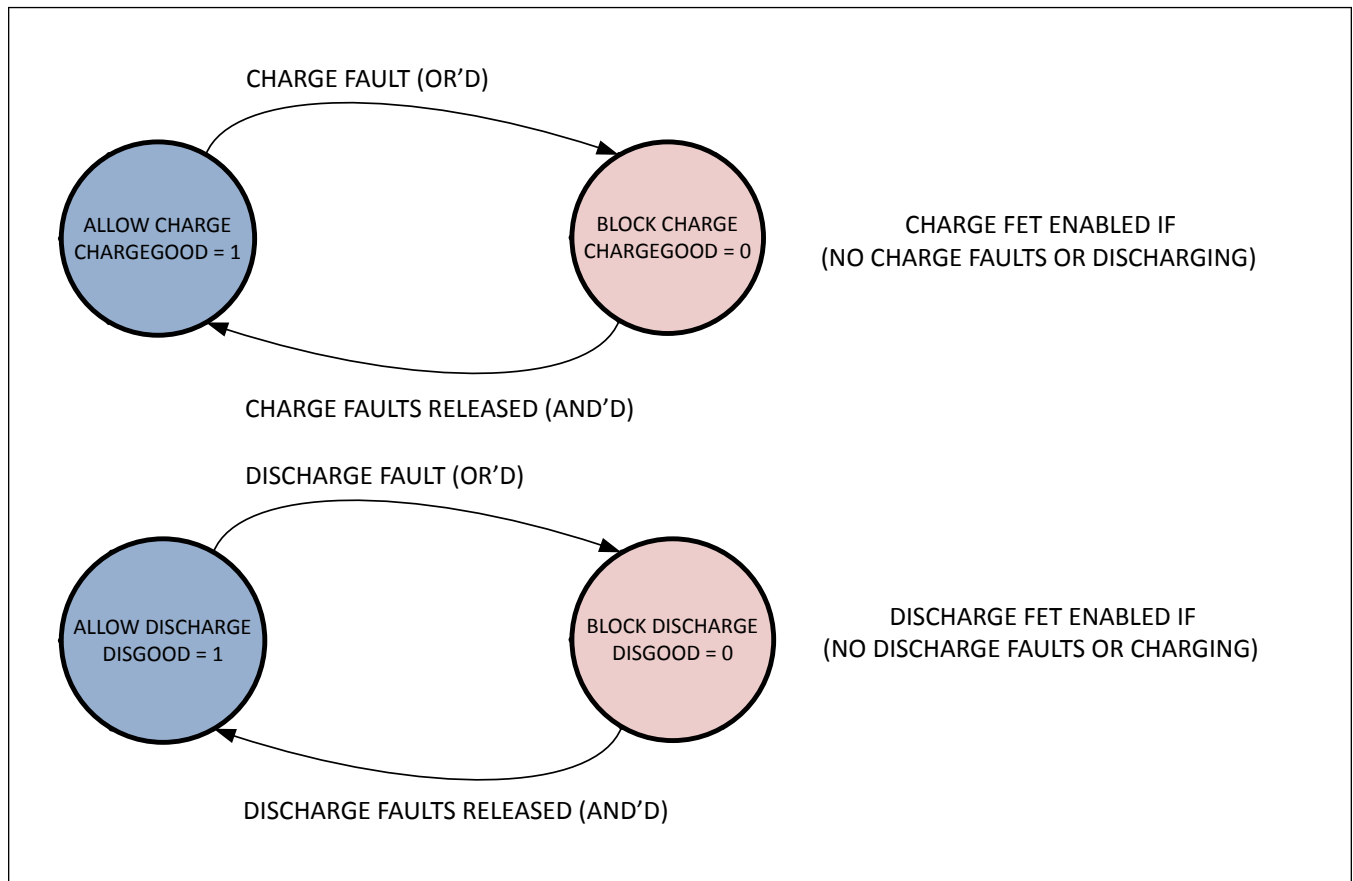 CHARGE FAULT (OR’D)
ALLOW CHARGE
CHARGEGOOD = 1
BLOCK CHARGE
CHARGEGOOD = 0
CHARGE FET ENABLED IF
(NO CHARGE FAULTS OR DISCHARGING)
CHARGE FAULTS RELEASED (AND’D)
DISCHARGE FAULT (OR’D)
ALLOW DISCHARGE
DISGOOD = 1
BLOCK DISCHARGE
DISGOOD = 0
DISCHARGE FET ENABLED IF
(NO DISCHARGE FAULTS OR CHARGING)
DISCHARGE FAULTS RELEASED (AND’D)